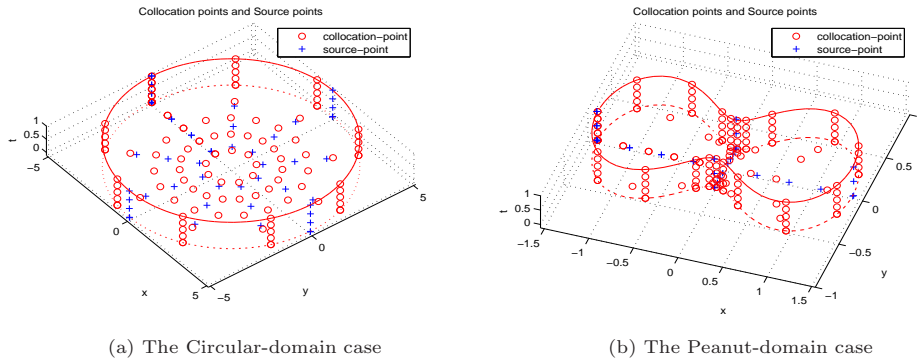 Collocation points and Source points
collocation-point
source-point
t
1
0.5
0
-5
0
5
x
-5
0
5
y
(a) The Circular-domain case
Collocation points and Source points
collocation-point
source-point
t
1
0.5
0
-1.5
-1
-0.5
0
0.5
1
1.5
x
-1
-0.5
0
0.5
y
(b) The Peanut-domain case